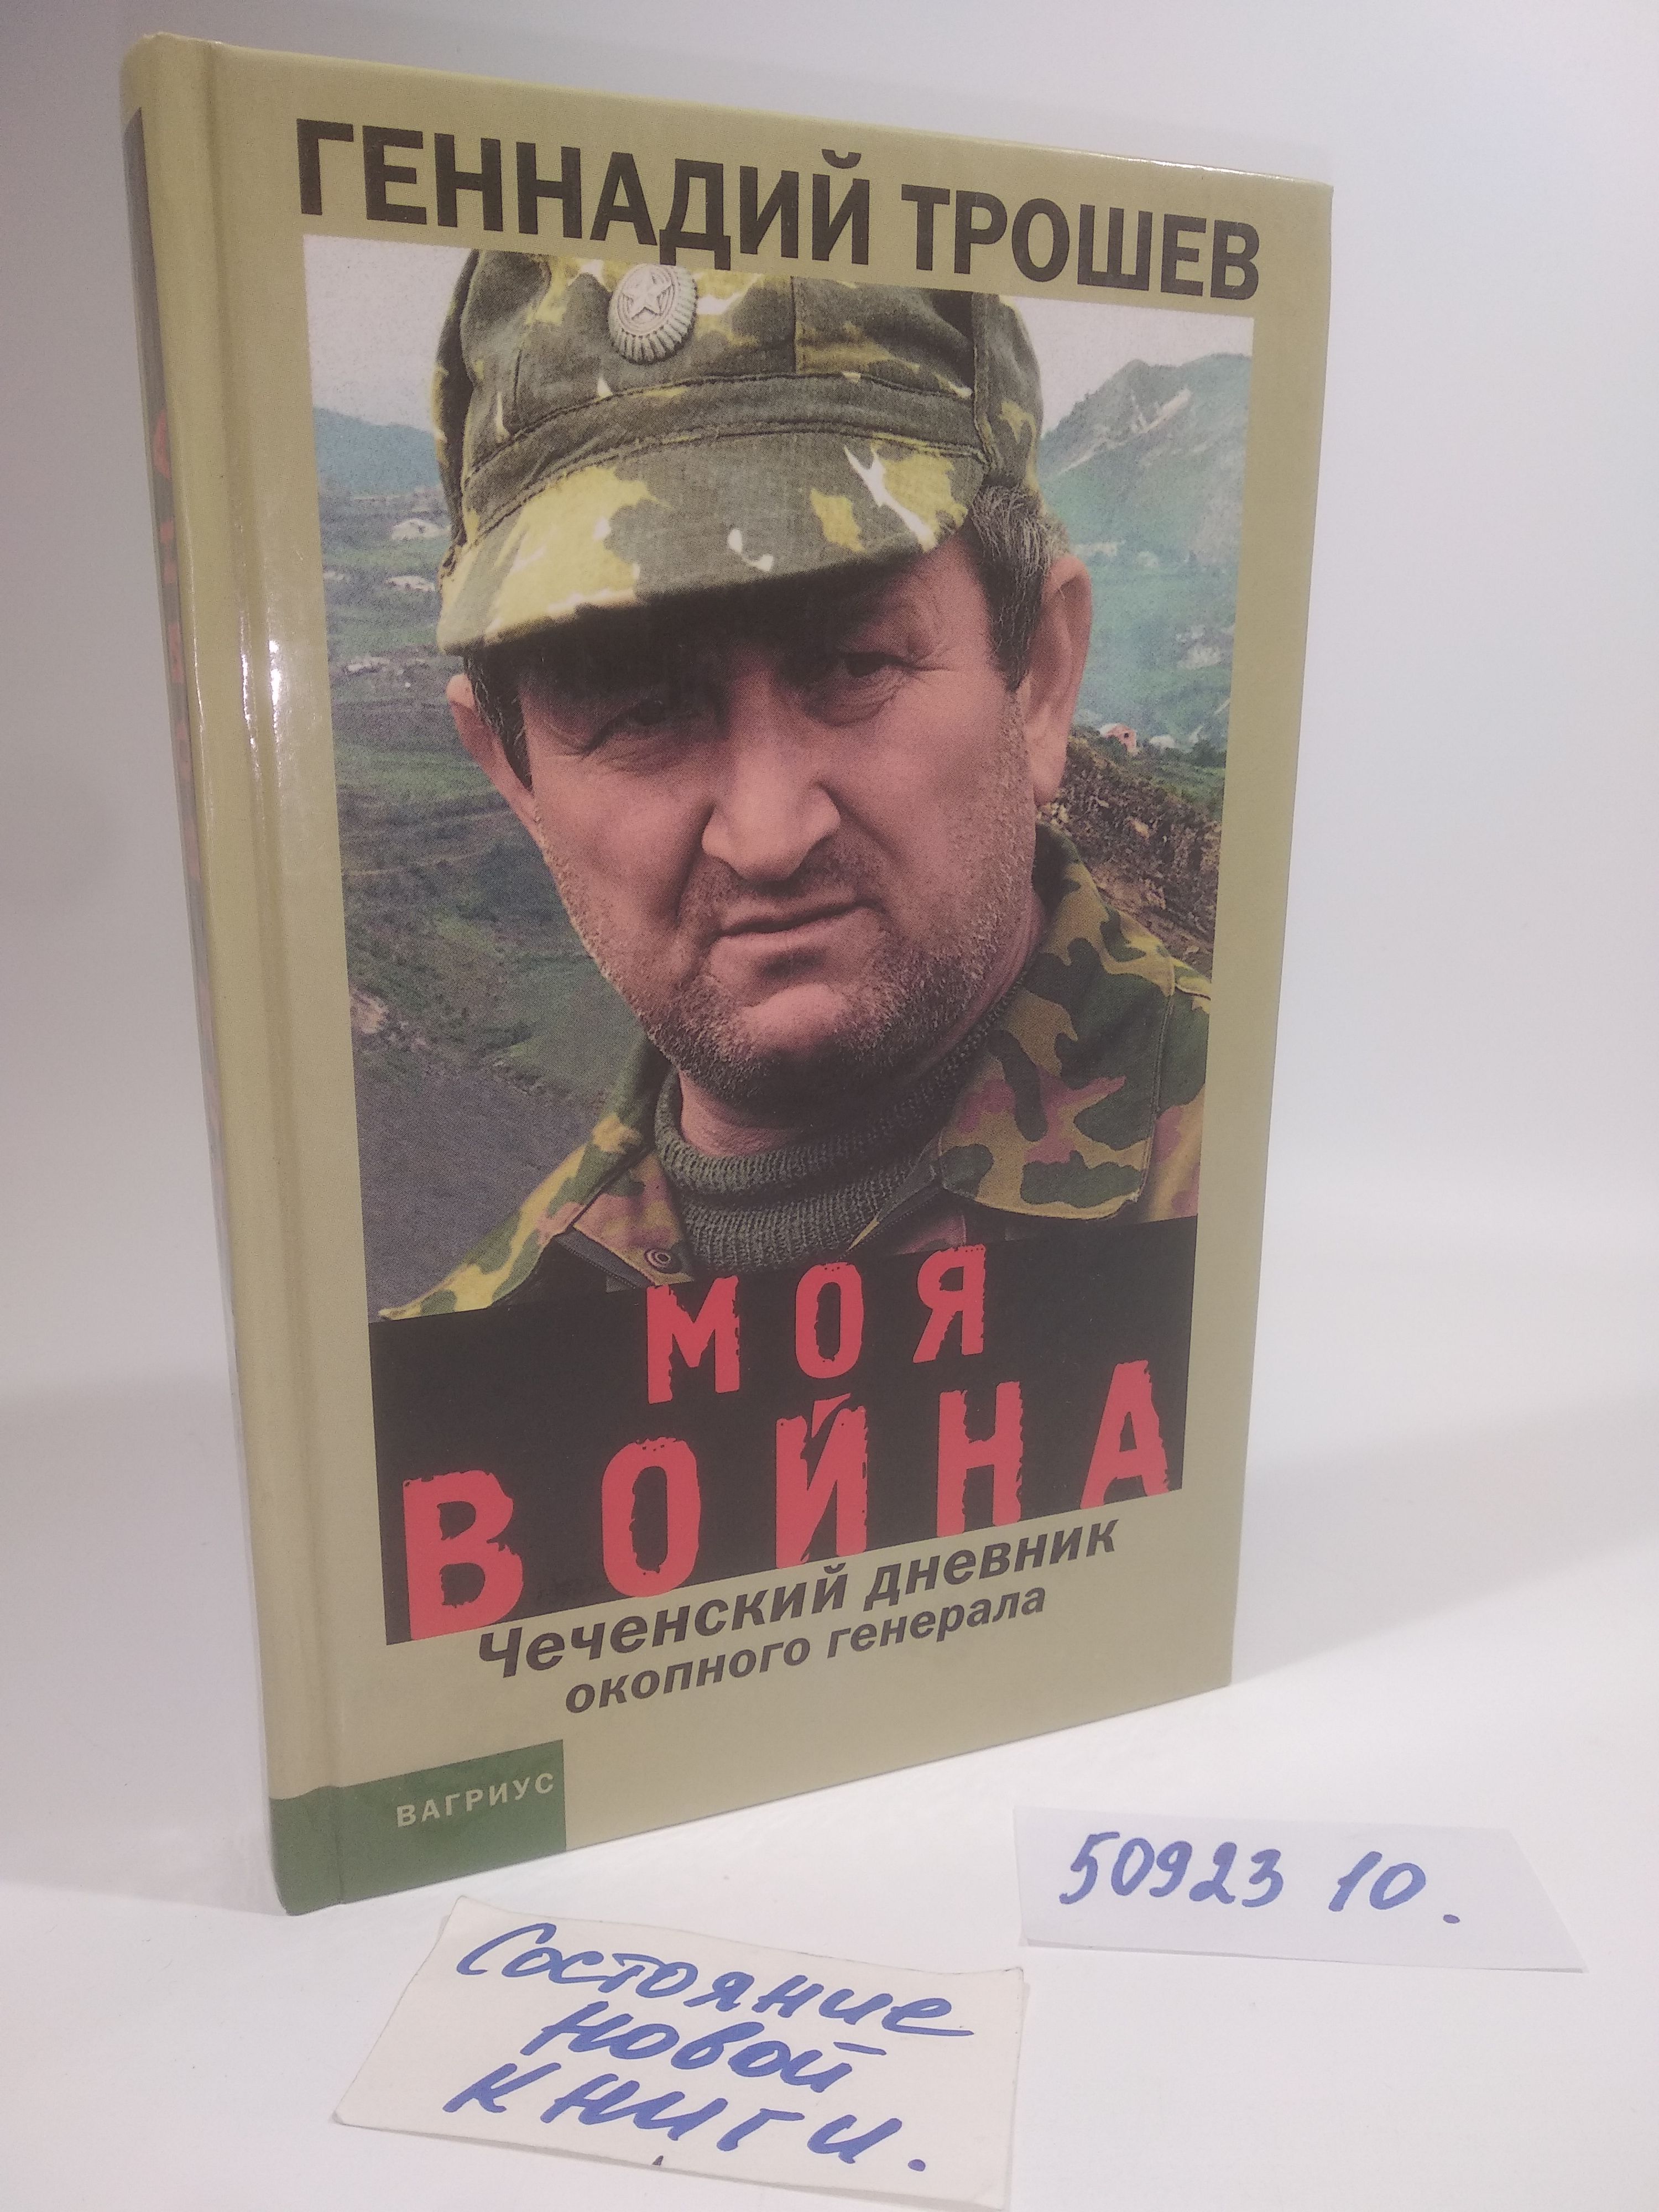 ГЕННАДИЙ ТРОШЕВ
МОЯ
ВОЙНА
Чеченский дневник
окопного генерала
ВАГРИУС
50923 10.
Состояние
новой
книги.